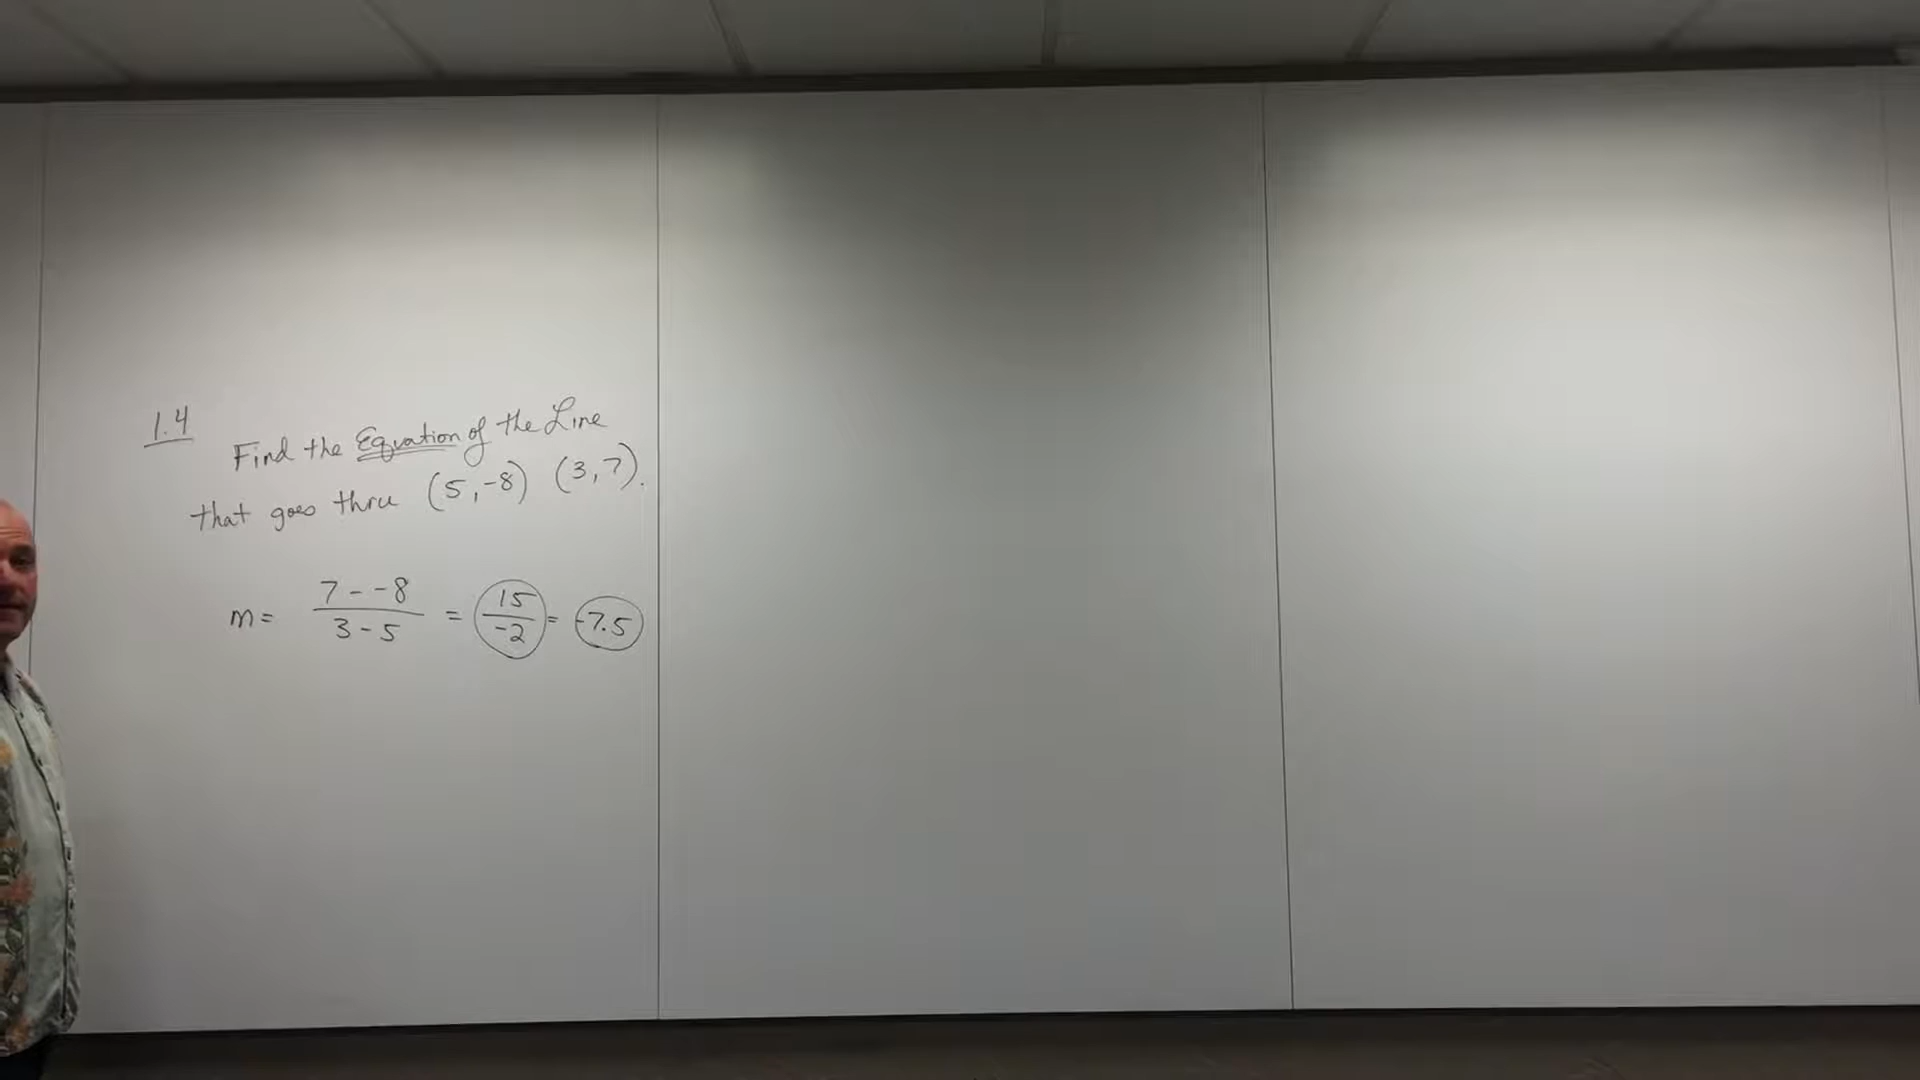 1.4
Find the Equation of the Line
that goes thru (5,-8) (3,7).
m = 7--8/3-5 = 15/-2 = -7.5